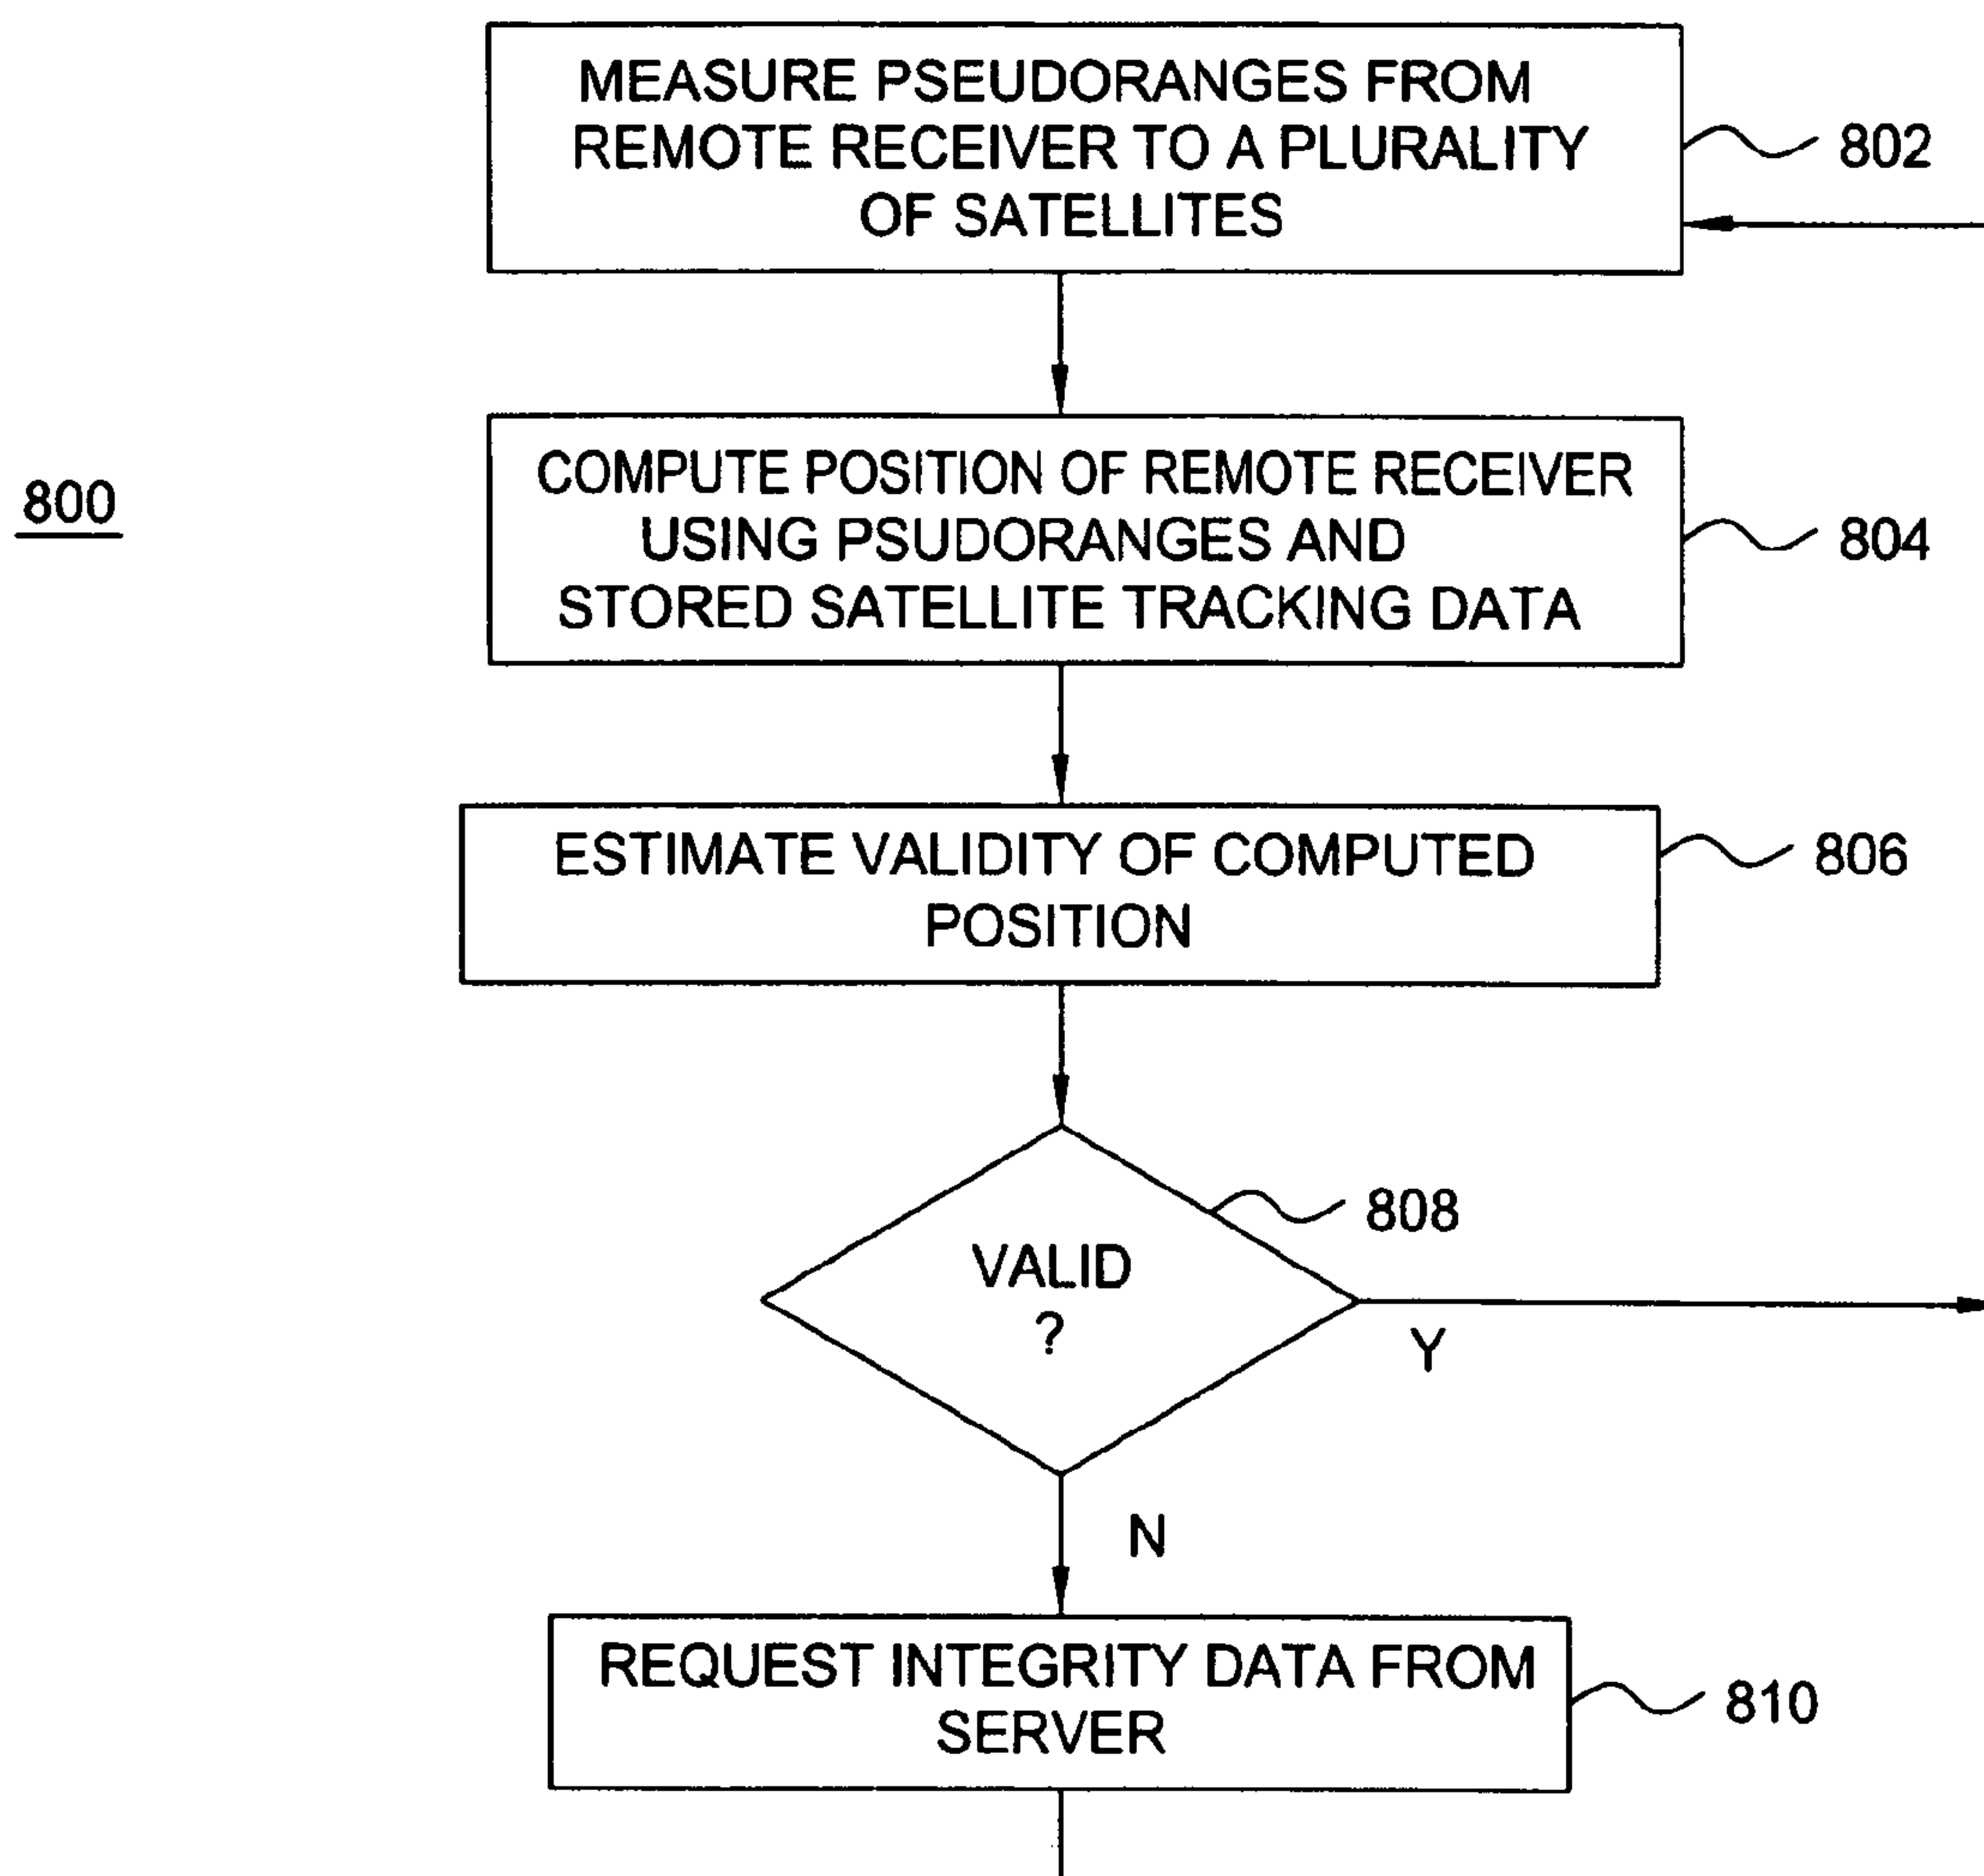 MEASURE PSEUDORANGES FROM
REMOTE RECEIVER TO A PLURALITY
OF SATELLITES
802
800
COMPUTE POSITION OF REMOTE RECEIVER
USING PSUDORANGES AND
STORED SATELLITE TRACKING DATA
804
ESTIMATE VALIDITY OF COMPUTED
POSITION
806
808
VALID
?
Y
N
REQUEST INTEGRITY DATA FROM
SERVER
810